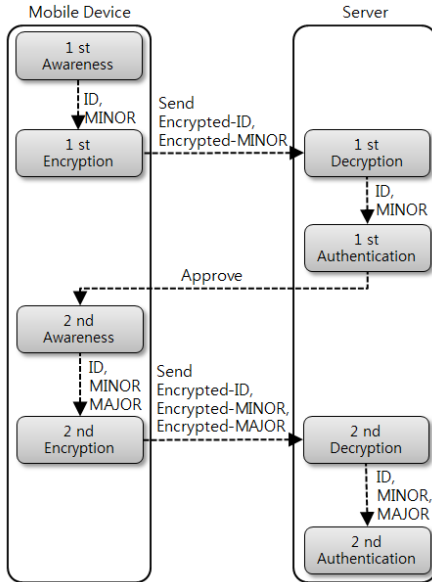 Mobile Device
Server
1 st
Awareness
ID,
MINOR
1 st
Encryption
Send
Encrypted-ID,
Encrypted-MINOR
1 st
Decryption
ID,
MINOR
1 st
Authentication
Approve
2 nd
Awareness
ID,
MINOR
MAJOR
2 nd
Encryption
Send
Encrypted-ID,
Encrypted-MINOR,
Encrypted-MAJOR
2 nd
Decryption
ID,
MINOR,
MAJOR
2 nd
Authentication